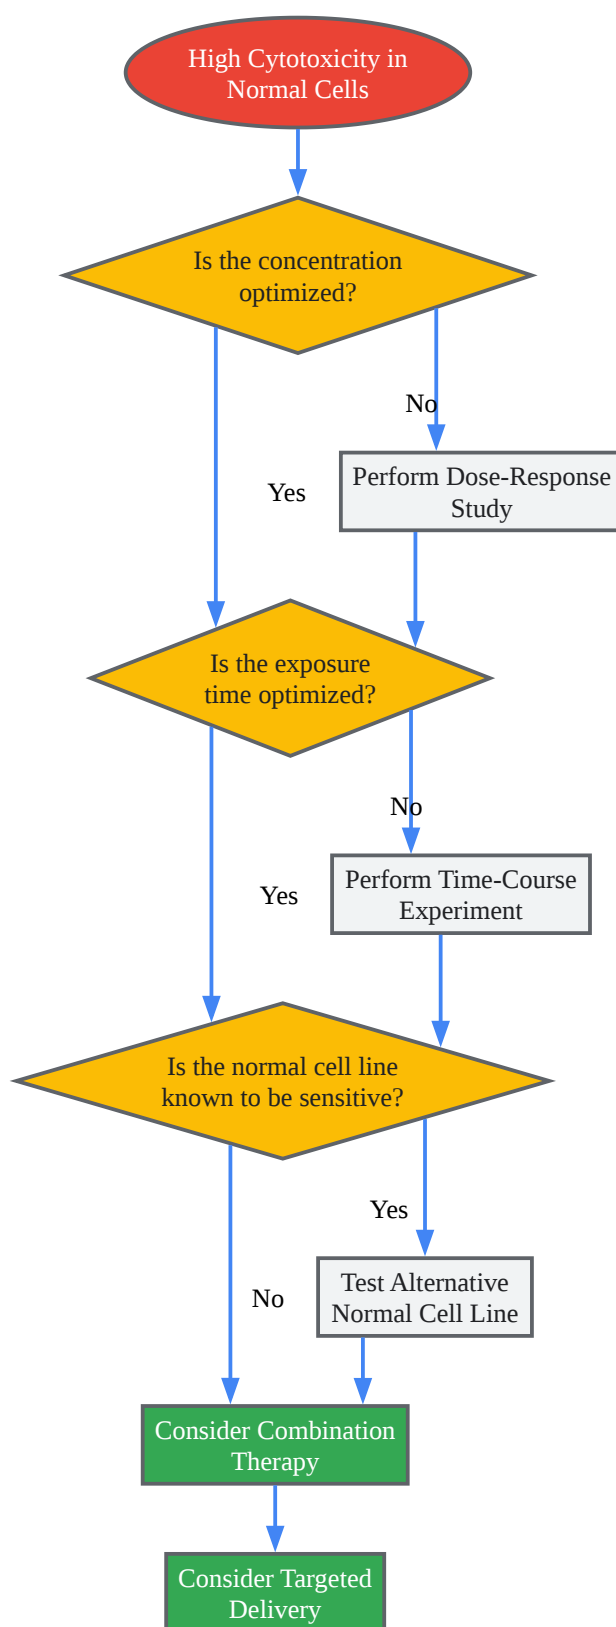 High Cytotoxicity in
Normal Cells
Is the concentration
optimized?
No
Perform Dose-Response
Study
Yes
Is the exposure
time optimized?
No
Perform Time-Course
Experiment
Yes
Is the normal cell line
known to be sensitive?
Yes
Test Alternative
Normal Cell Line
No
Consider Combination
Therapy
Consider Targeted
Delivery